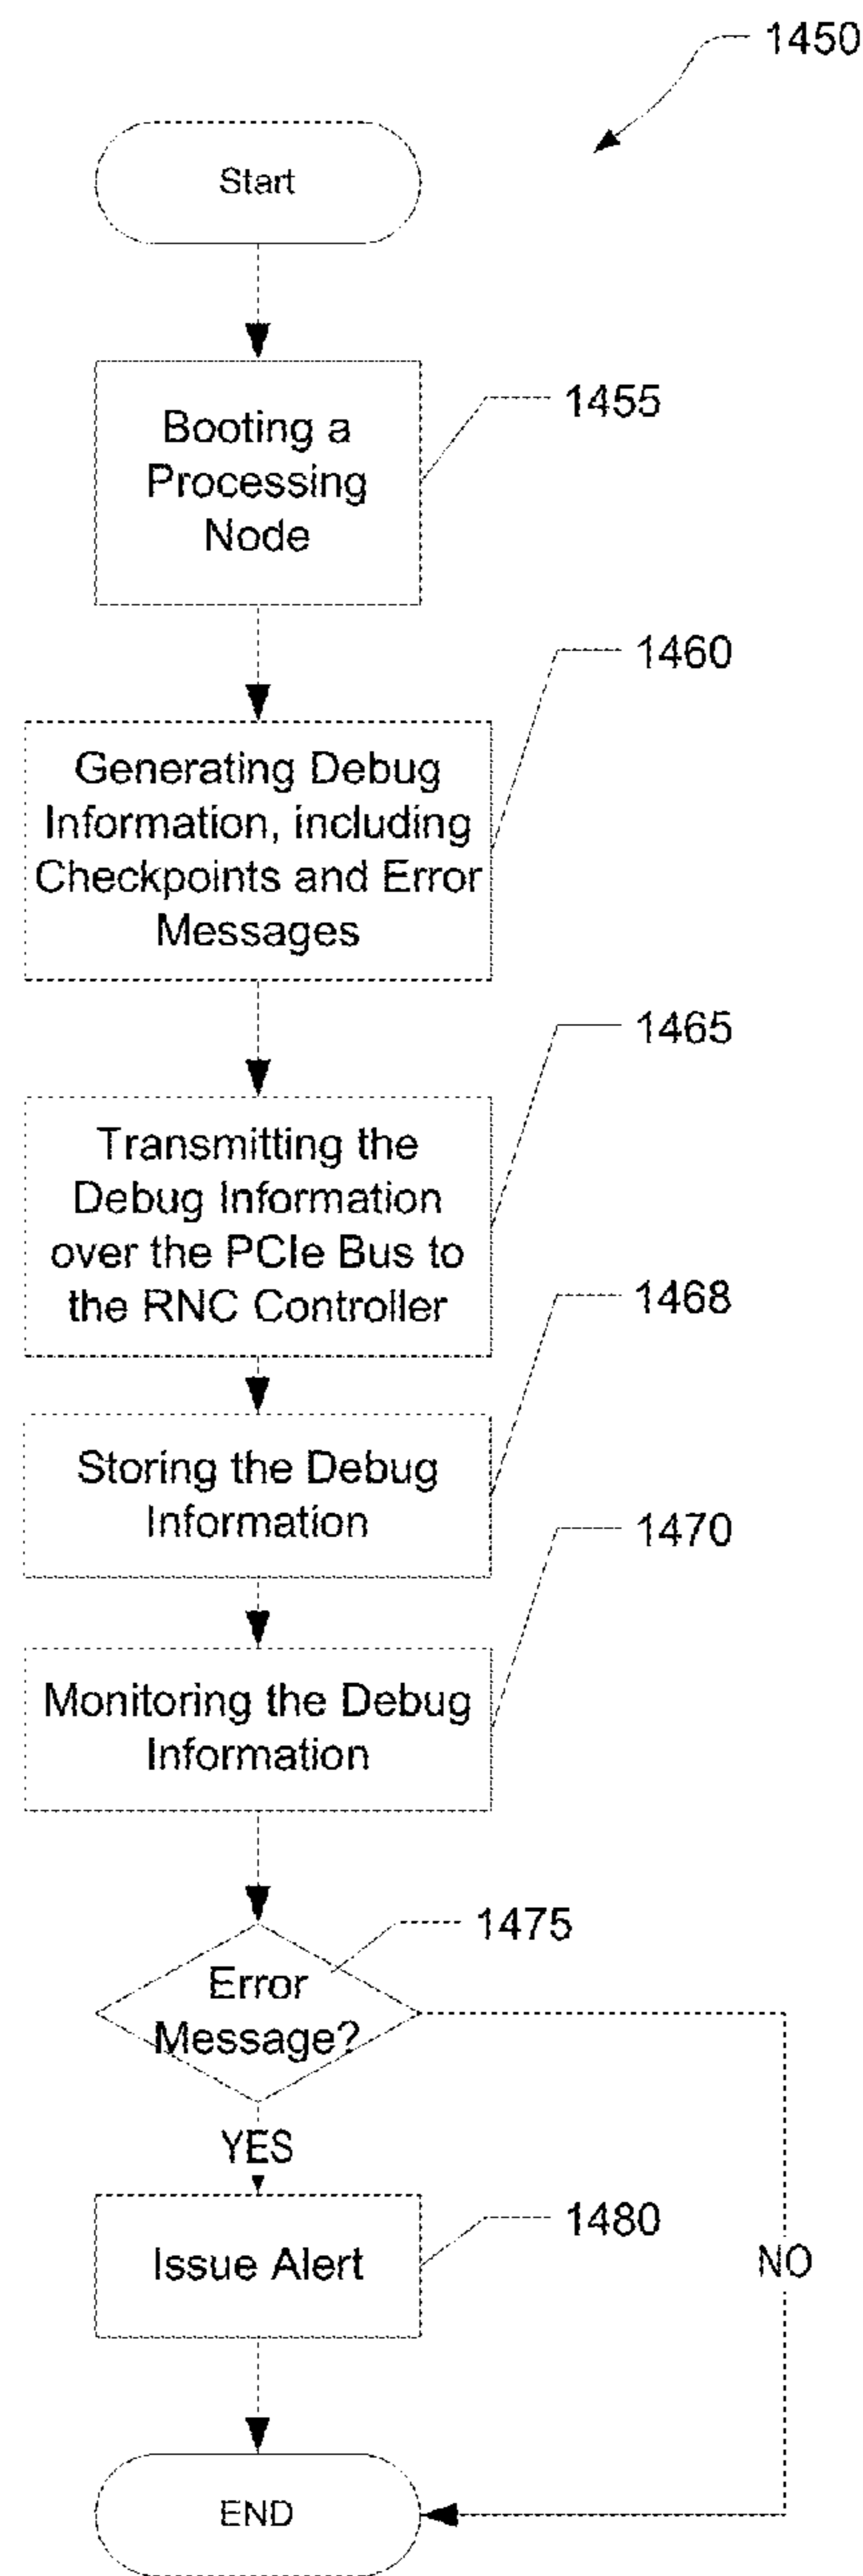 1450
Start
1455
Booting a
Processing
Node
1460
Generating Debug
Information, including
Checkpoints and Error
Messages
1465
Transmitting the
Debug Information
over the PCIe Bus to
the RNC Controller
1468
Storing the Debug
Information
1470
Monitoring the Debug
Information
1475
Error
Message?
YES
1480
Issue Alert
NO
END